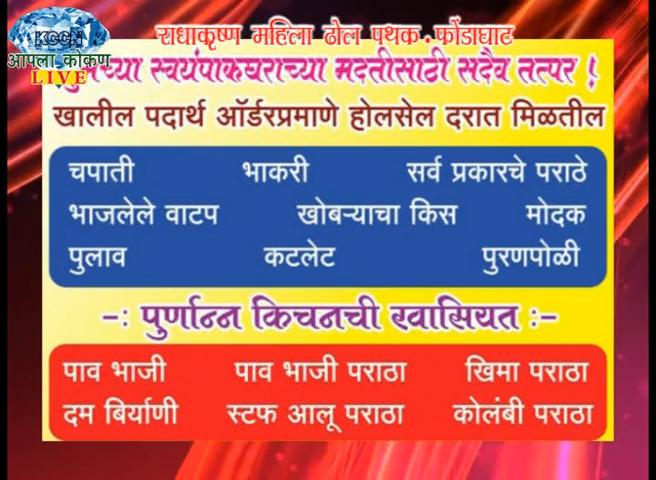 राधाकृष्ण महिला ढोल पथक - फोंडाघाट
KCCN
आपला कोकण
LIVE
स्वयंपाकघराच्या मदतीसाठी सदैव तत्पर !
खालील पदार्थ ऑर्डरप्रमाणे होलसेल दरात मिळतील
चपाती भाकरी सर्व प्रकारचे पराठे
भाजलेले वाटप खोबऱ्याचा किस मोदक
पुलाव कटलेट पुरणपोळी
-: पुर्णान्न किचनची खासियत :-
पाव भाजी पाव भाजी पराठा खिमा पराठा
दम बिर्याणी स्टफ आलू पराठा कोलंबी पराठा